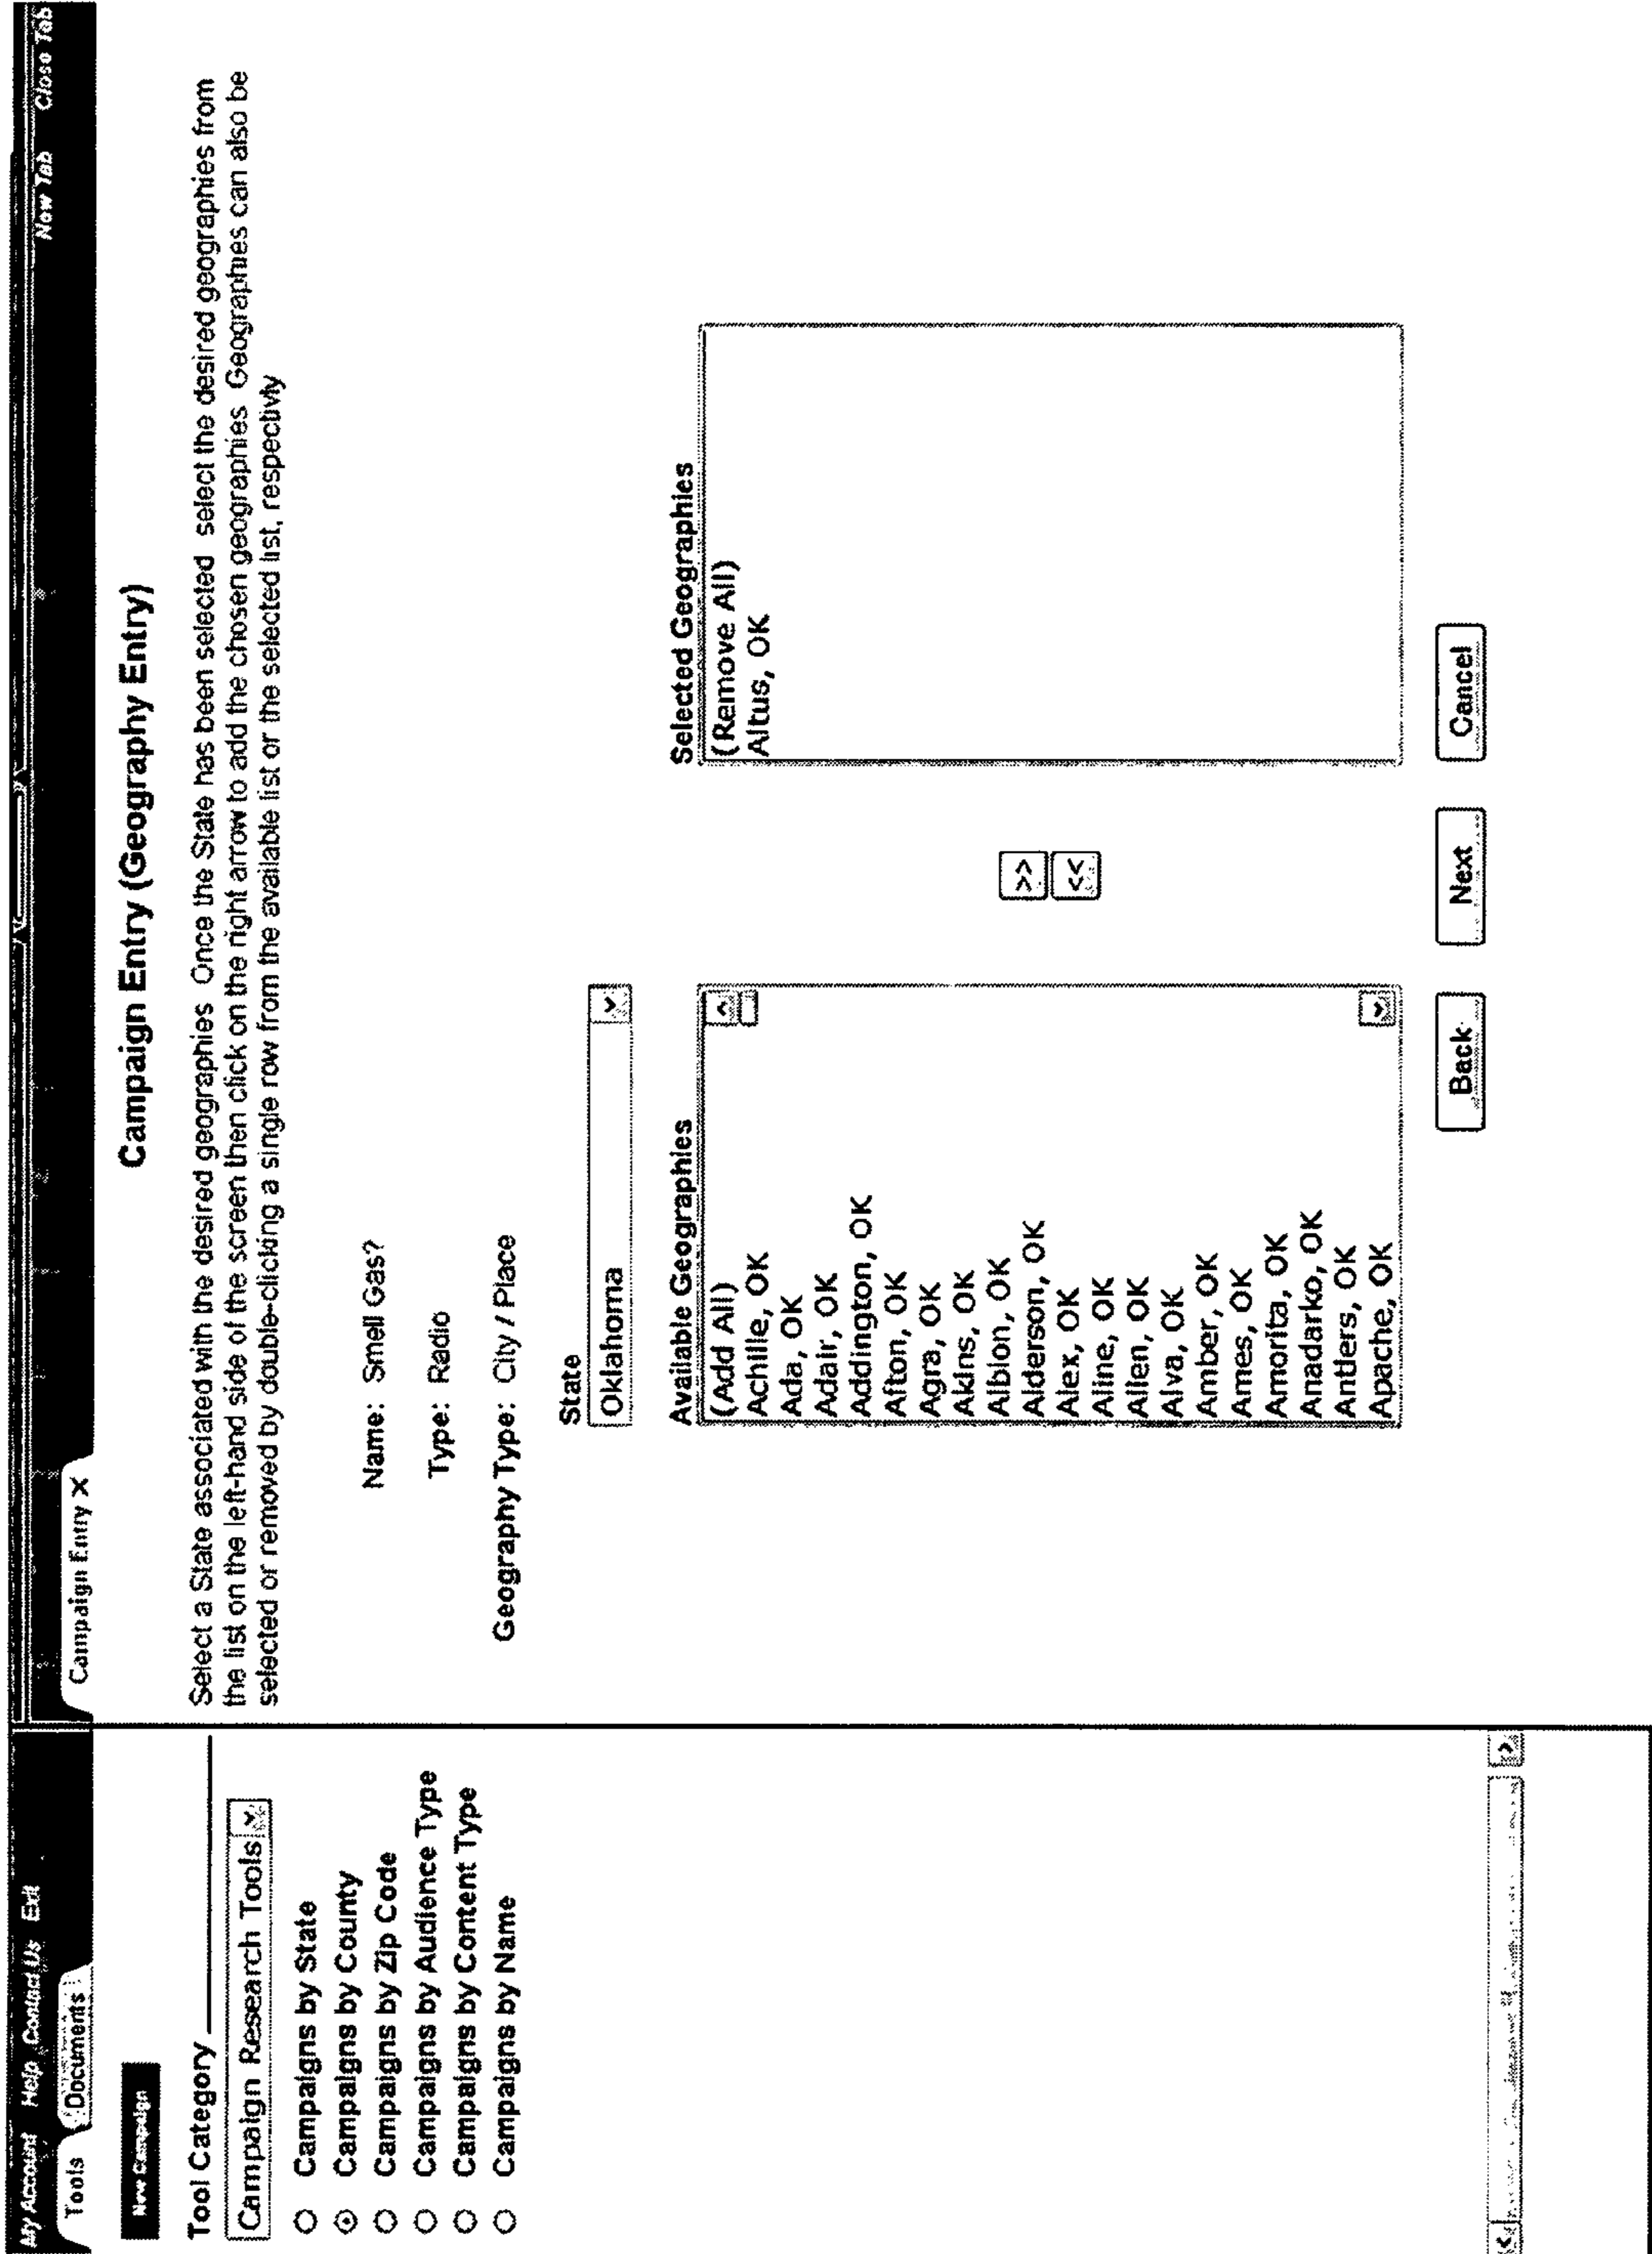 My Account Help Contact Us Exit
Tools Documents
New Campaign
Tool Category
Campaign Research Tools
Campaigns by State
Campaigns by County
Campaigns by Zip Code
Campaigns by Audience Type
Campaigns by Content Type
Campaigns by Name
New Tab Close Tab
Campaign Entry X
Campaign Entry (Geography Entry)
Select a State associated with the desired geographies Once the State has been selected select the desired geographies from
the list on the left-hand side of the screen then click on the right arrow to add the chosen geographies Geographies can also be
selected or removed by double-clicking a single row from the available list or the selected list, respectivly
Name: Smell Gas?
Type: Radio
Geography Type: City / Place
State
Oklahoma
Available Geographies
(Add All)
Achille, OK
Ada, OK
Adair, OK
Addington, OK
Afton, OK
Agra, OK
Akins, OK
Albion, OK
Alderson, OK
Alex, OK
Aline, OK
Allen, OK
Alva, OK
Amber, OK
Ames, OK
Amorita, OK
Anadarko, OK
Antlers, OK
Apache, OK
>>
<<
Selected Geographies
(Remove All)
Altus, OK
Back Next Cancel